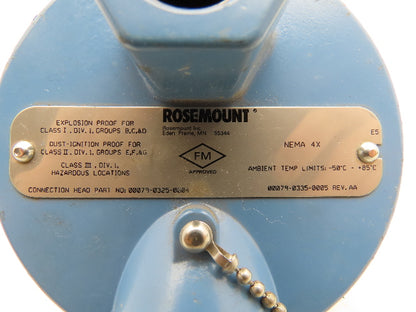 EXPLOSION PROOF FOR
CLASS I, DIV.1, GROUPS B,C,&D
DUST-IGNITION PROOF FOR
CLASS II, DIV.1, GROUPS E,F,&G
CLASS III, DIV.1,
HAZARDOUS LOCATIONS
CONNECTION HEAD PART NO: 00079-0325-
ROSEMOUNT®
Rosemount Inc.
Eden Prairie, MN 55344
FM
APPROVED
E5
NEMA 4X
AMBIENT TEMP LIMITS: -50°C - +85°C
00079-0335-0005 REV.AA